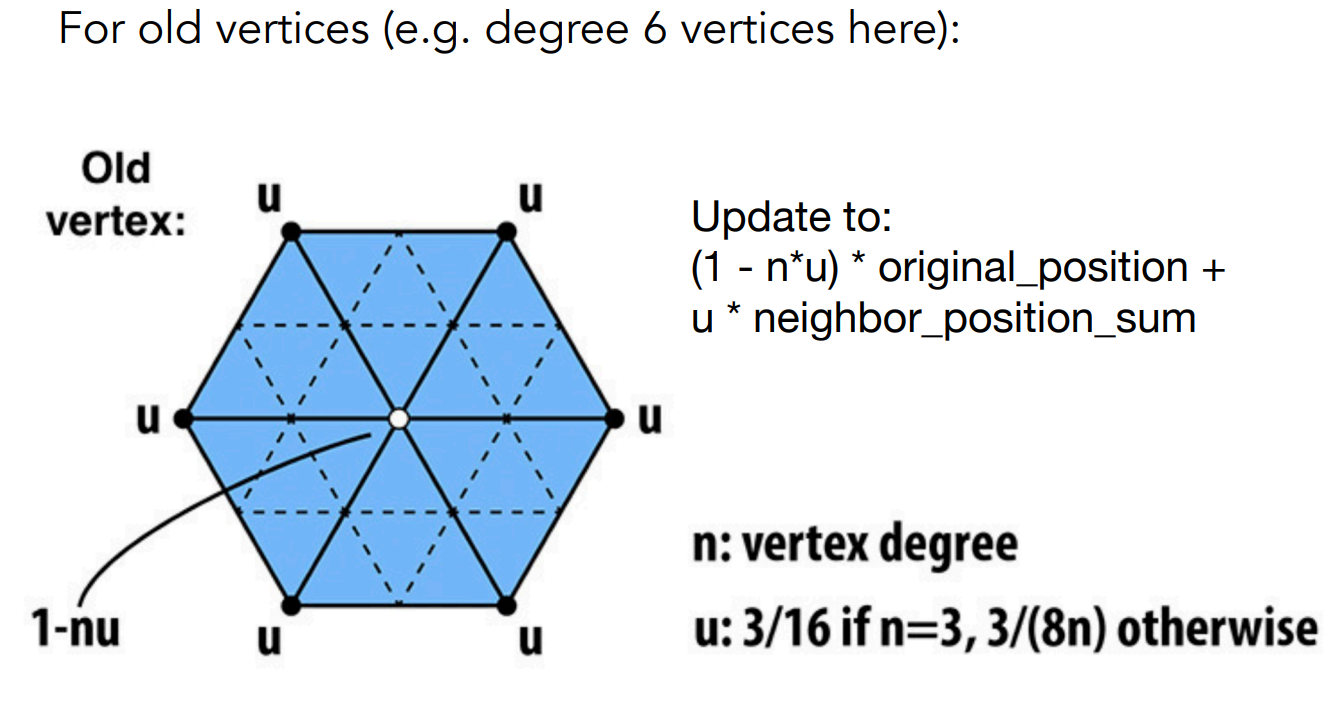 For old vertices (e.g. degree 6 vertices here):
Old
vertex:
u
u
u
u
1-nu
u
u
Update to:
(1 - n*u) * original_position +
u * neighbor_position_sum
n: vertex degree
u: 3/16 if n=3, 3/(8n) otherwise